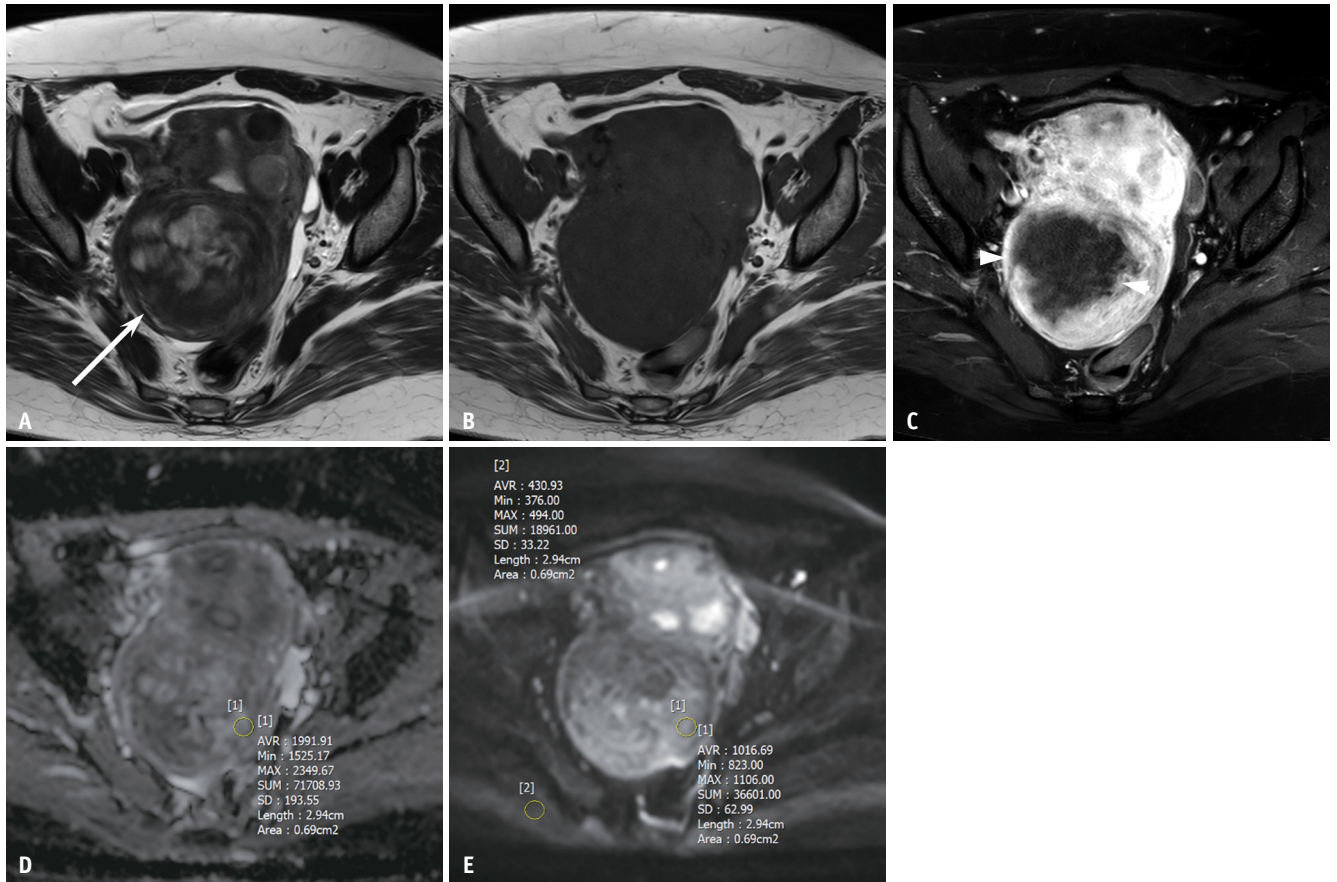 A
B
C
[1]
[1]
AVR : 1991.91
Min : 1525.17
MAX : 2349.67
SUM : 71708.93
SD : 193.55
Length : 2.94cm
Area : 0.69cm2
D
[2]
AVR : 430.93
Min : 376.00
MAX : 494.00
SUM : 18961.00
SD : 33.22
Length : 2.94cm
Area : 0.69cm2
[1]
[1]
AVR : 1016.69
Min : 823.00
MAX : 1106.00
SUM : 36601.00
SD : 62.99
Length : 2.94cm
Area : 0.69cm2
[2]
E